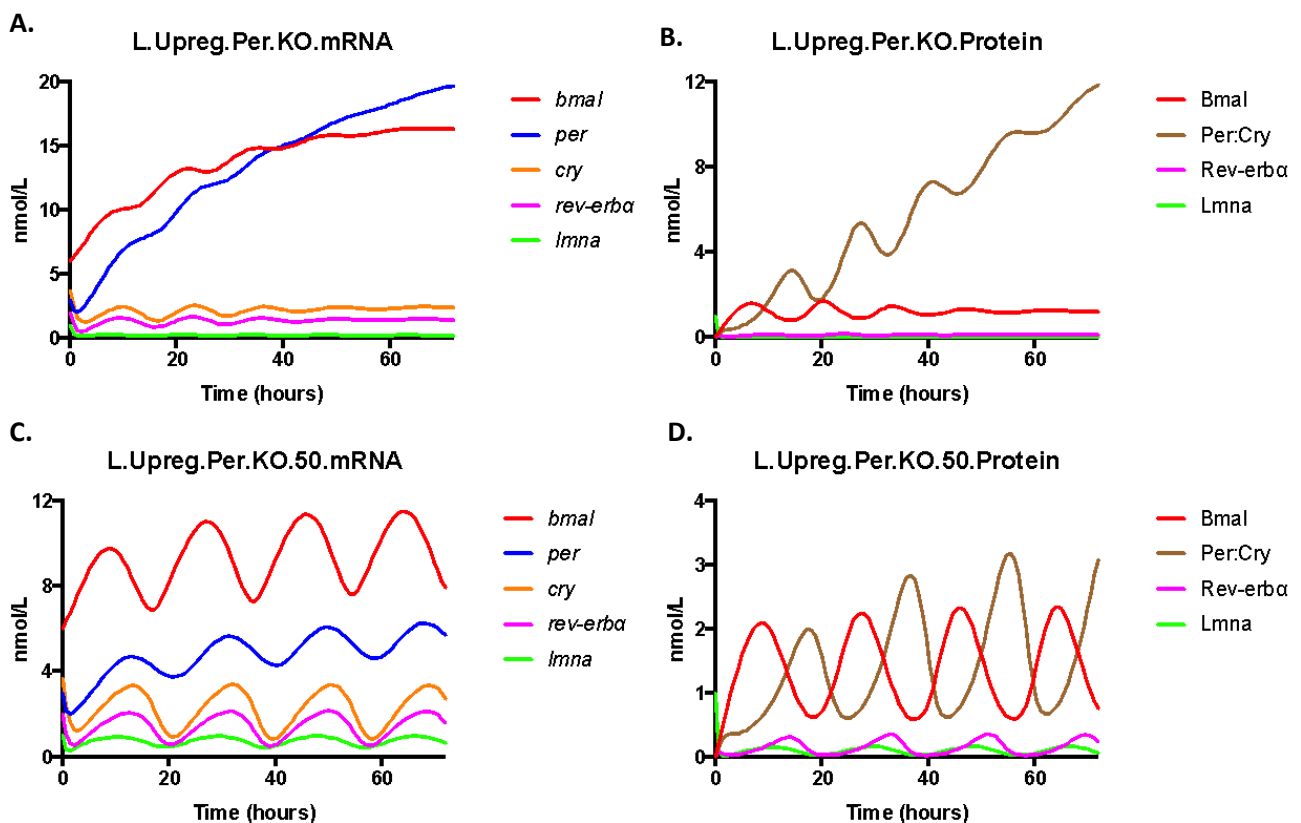 A.
L.Upreg.Per.KO.mRNA
20
15
10
5
0
nmol/L
0 20 40 60
Time (hours)
bmal
per
cry
rev-erbα
lmna
B.
L.Upreg.Per.KO.Protein
12
8
4
0
nmol/L
0 20 40 60
Time (hours)
Bmal
Per:Cry
Rev-erbα
Lmna
C.
L.Upreg.Per.KO.50.mRNA
12
8
4
0
nmol/L
0 20 40 60
Time (hours)
bmal
per
cry
rev-erbα
lmna
D.
L.Upreg.Per.KO.50.Protein
4
3
2
1
0
nmol/L
0 20 40 60
Time (hours)
Bmal
Per:Cry
Rev-erbα
Lmna